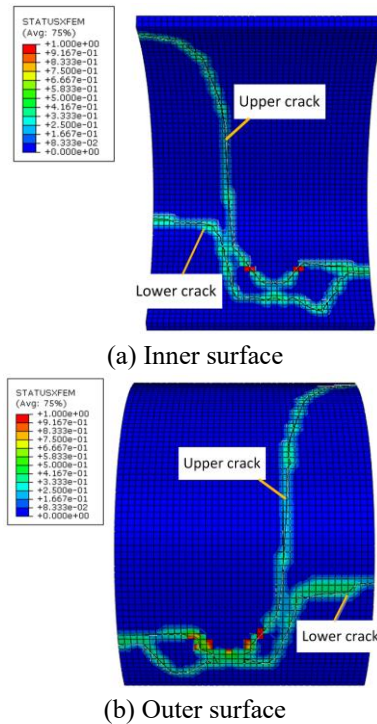 STATUSXFEM
(Avg: 75%)
+1.000e+00
+9.167e-01
+8.333e-01
+7.500e-01
+6.667e-01
+5.833e-01
+5.000e-01
+4.167e-01
+3.333e-01
+2.500e-01
+1.667e-01
+8.333e-02
+0.000e+00
Upper crack
Lower crack
(a) Inner surface
STATUSXFEM
(Avg: 75%)
+1.000e+00
+9.167e-01
+8.333e-01
+7.500e-01
+6.667e-01
+5.833e-01
+5.000e-01
+4.167e-01
+3.333e-01
+2.500e-01
+1.667e-01
+8.333e-02
+0.000e+00
Upper crack
Lower crack
(b) Outer surface